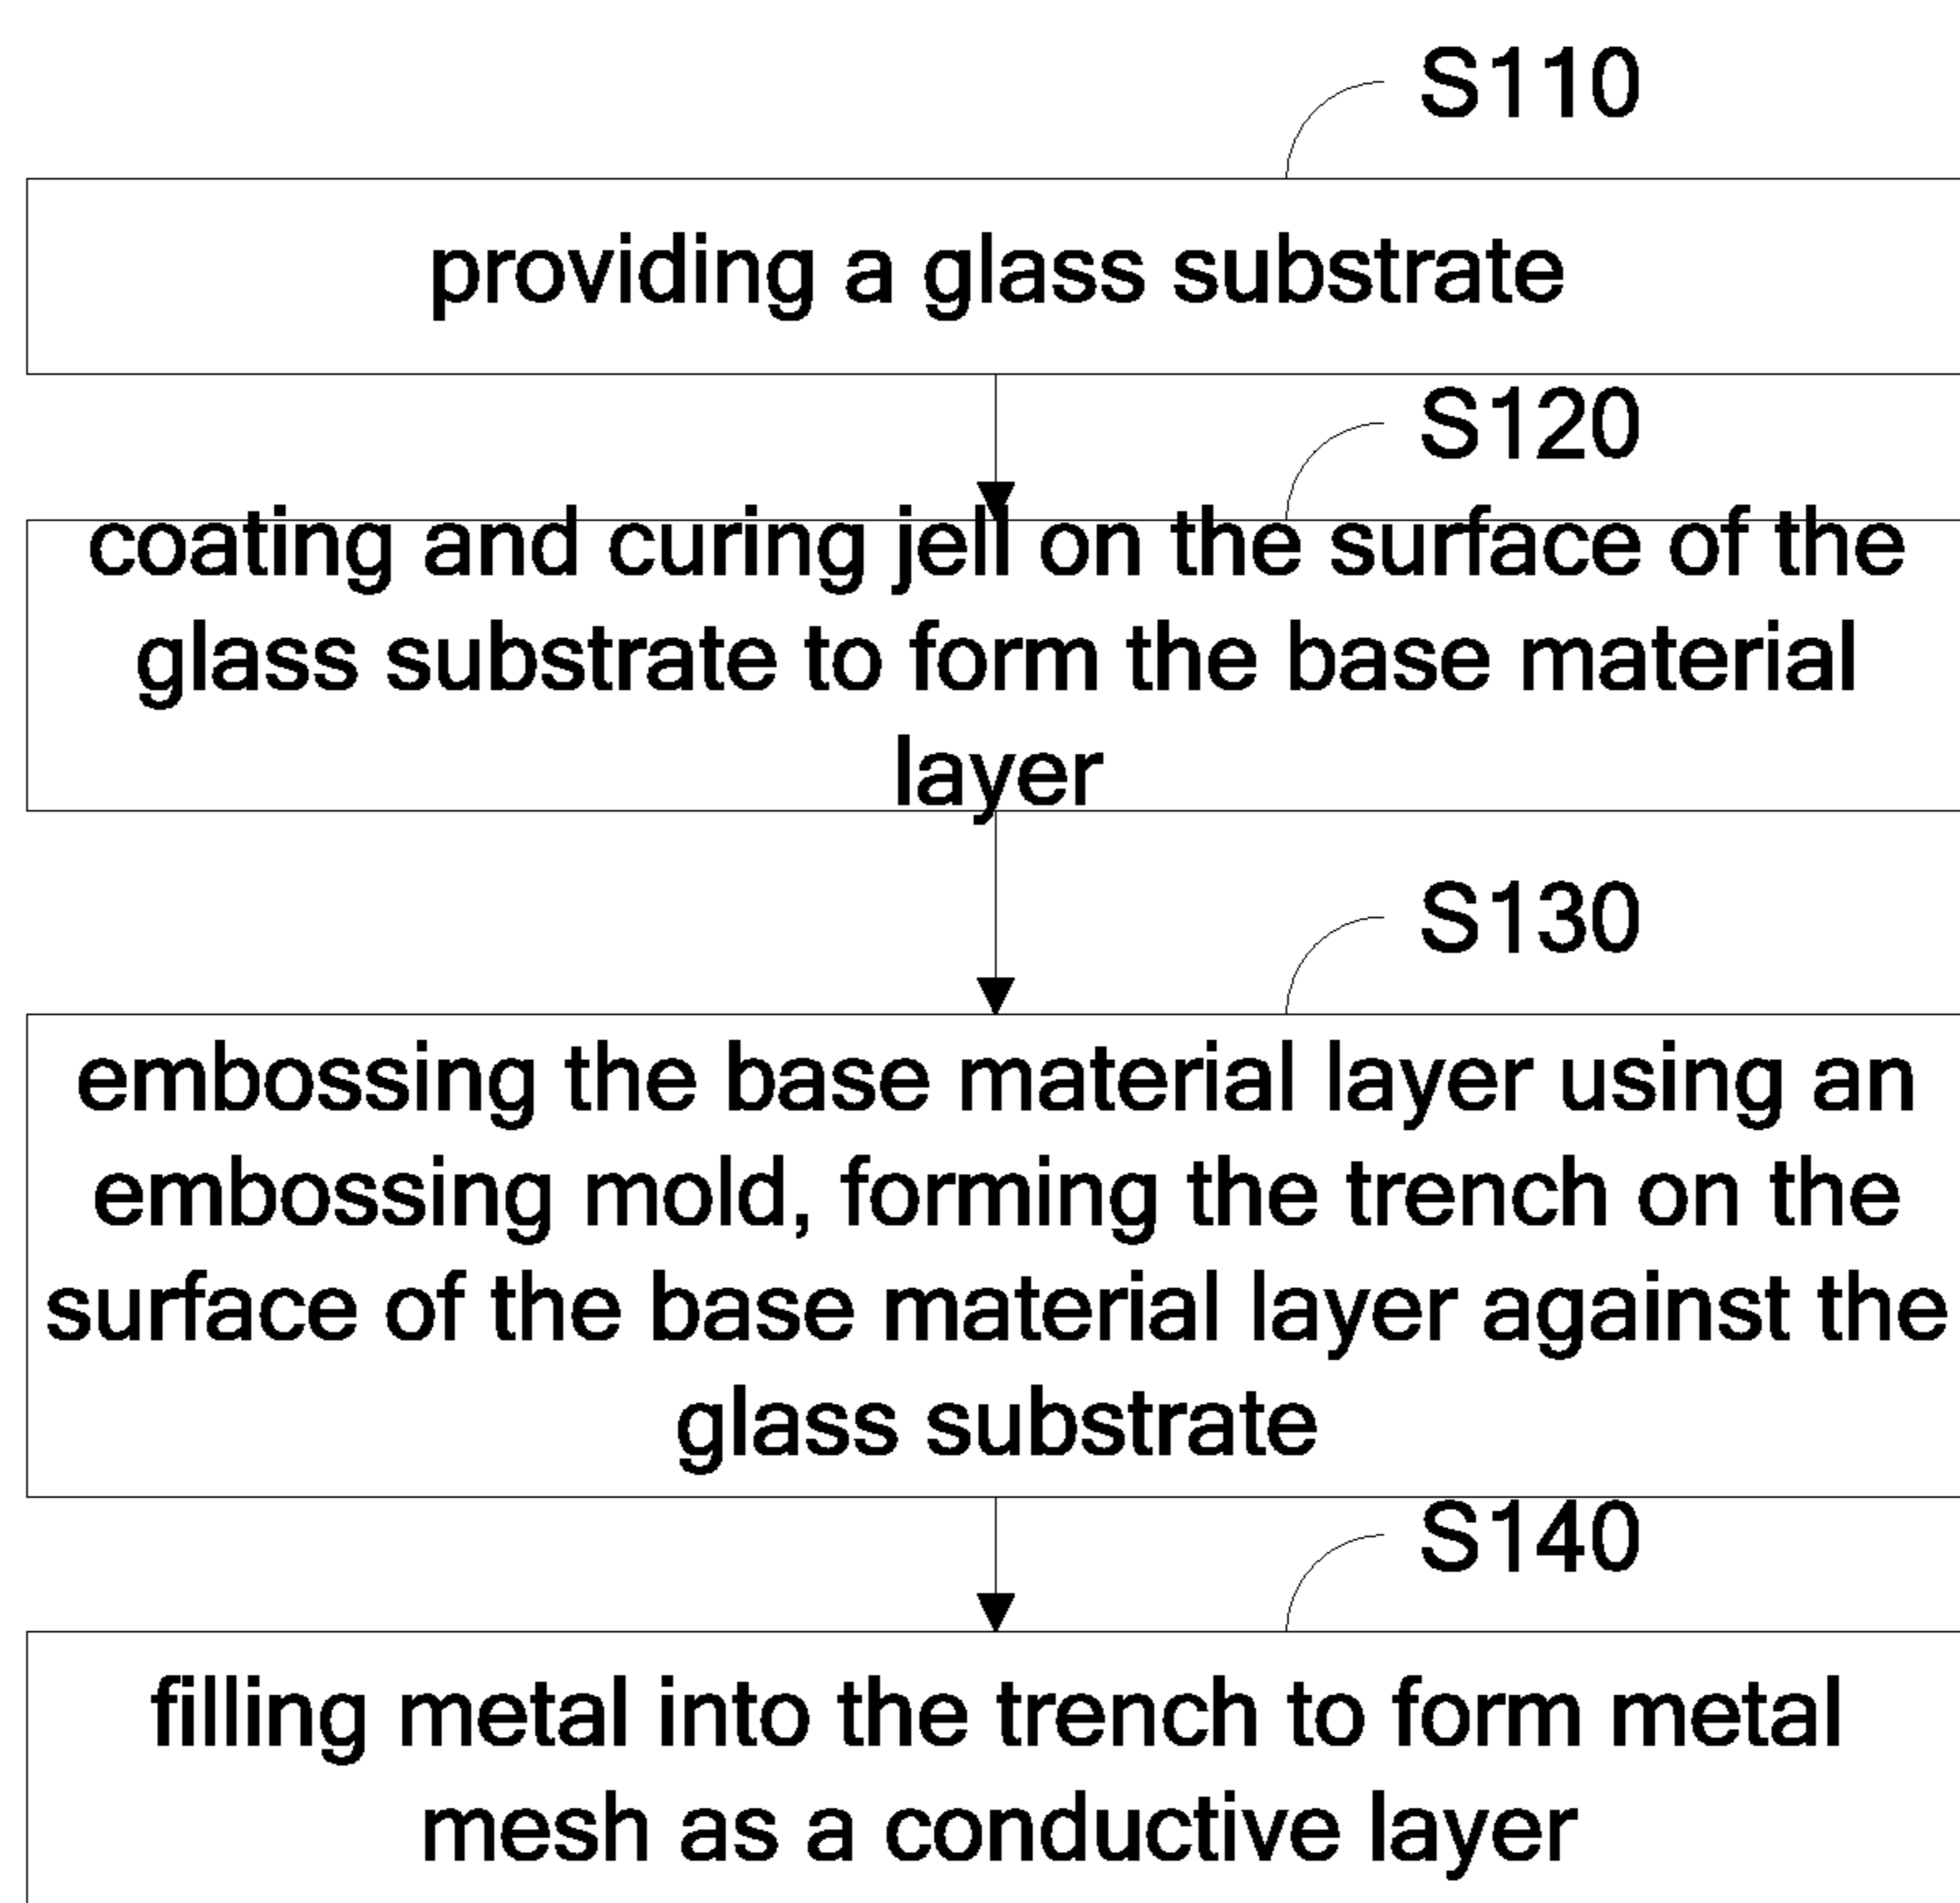 S110
providing a glass substrate
S120
coating and curing jell on the surface of the
glass substrate to form the base material
layer
S130
embossing the base material layer using an
embossing mold, forming the trench on the
surface of the base material layer against the
glass substrate
S140
filling metal into the trench to form metal
mesh as a conductive layer